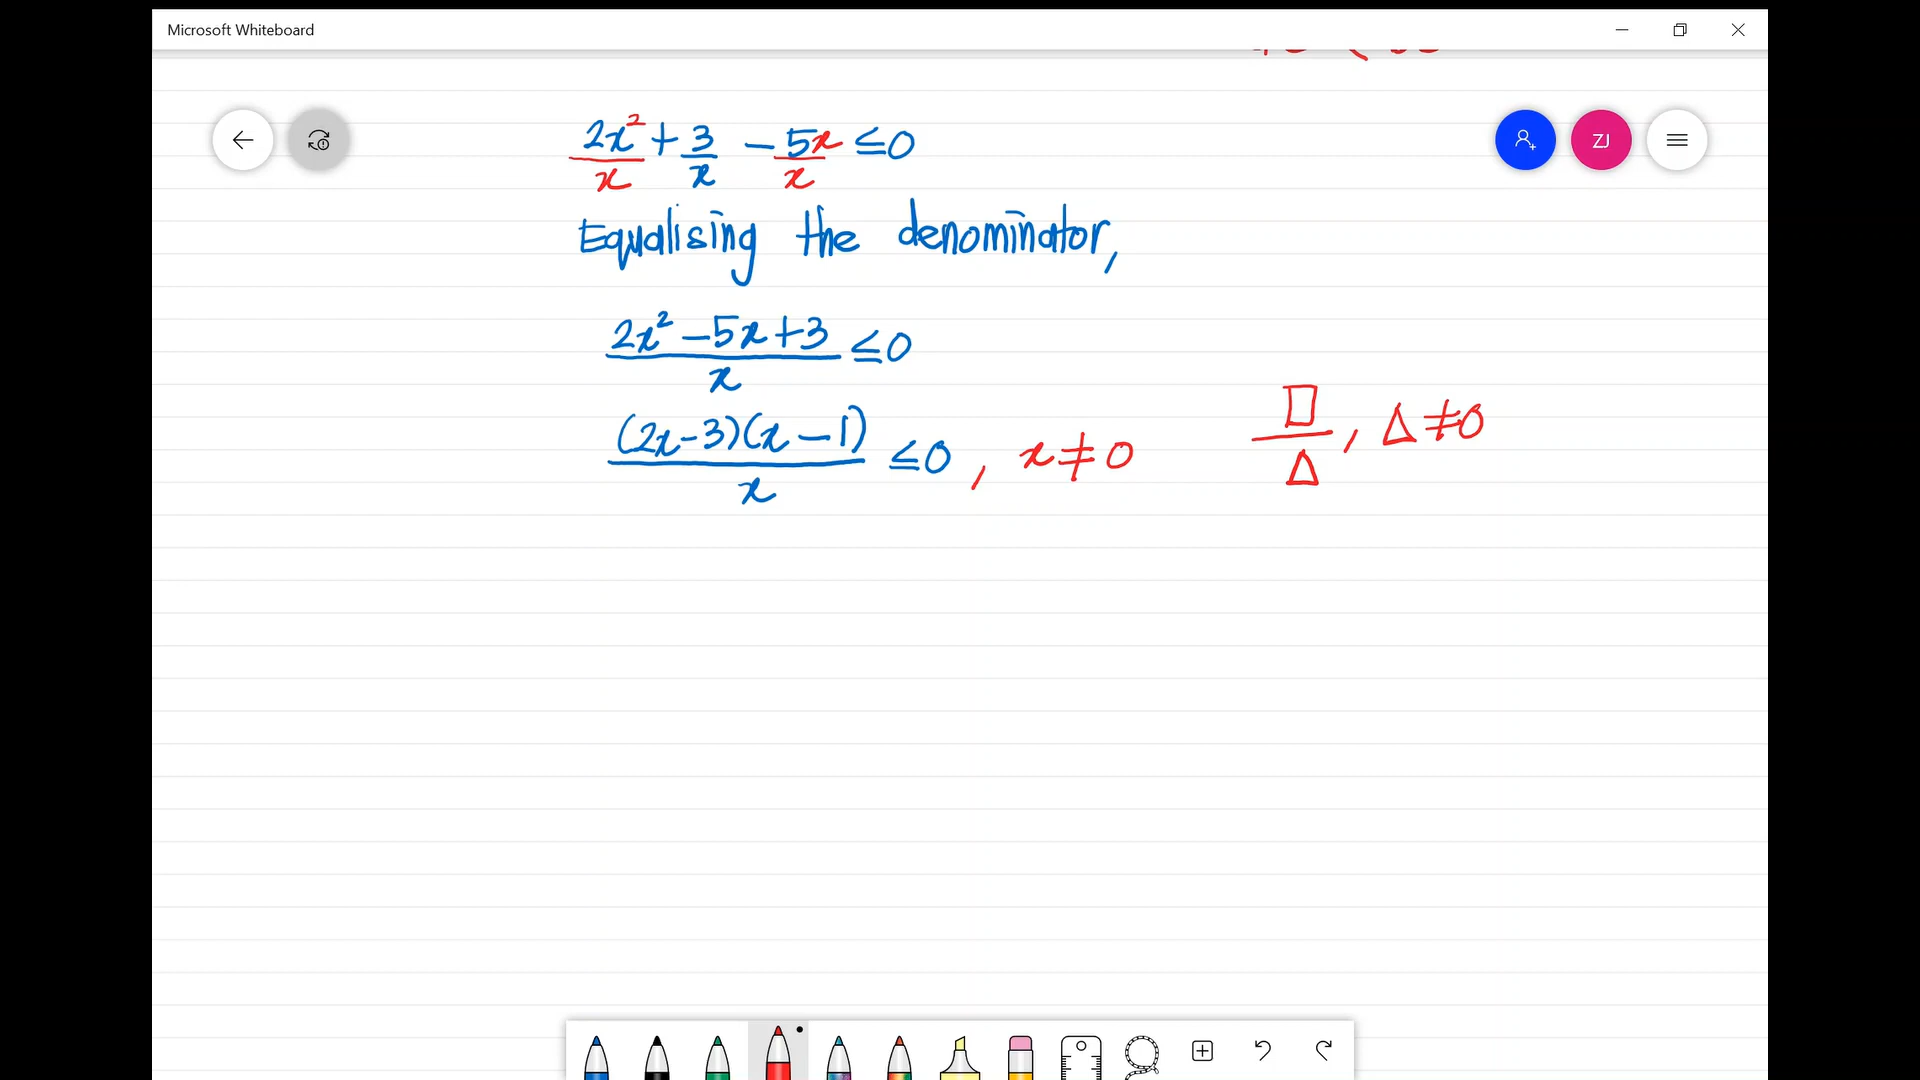 Microsoft Whiteboard
2x²/x + 3/x - 5x/x ≤ 0
ZJ
Equalising the denominator,
(2x² - 5x + 3)/x ≤ 0
(2x-3)(x-1)/x ≤ 0, x ≠ 0
□/Δ, Δ ≠ 0